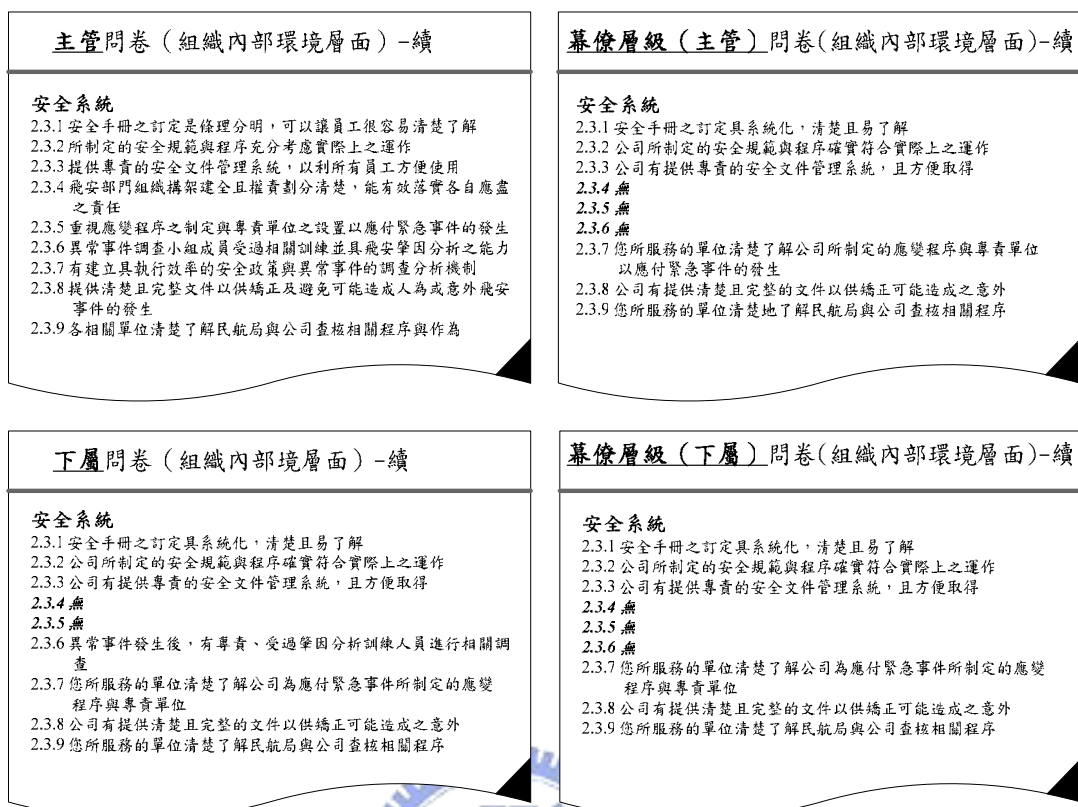 主管問卷（組織內部環境層面）-續
安全系統
2.3.1 安全手冊之訂定是條理分明，可以讓員工很容易清楚了解
2.3.2 所制定的安全規範與程序充分考慮實際上之運作
2.3.3 提供專責的安全文件管理系統，以利所有員工方便使用
2.3.4 飛安部門組織構架建全且權責劃分清楚，能有效落實各自應盡
之責任
2.3.5 重視應變程序之制定與專責單位之設置以應付緊急事件的發生
2.3.6 異常事件調查小組成員受過相關訓練並具飛安肇因分析之能力
2.3.7 有建立具執行效率的安全政策與異常事件的調查分析機制
2.3.8 提供清楚且完整文件以供矯正及避免可能造成人為或意外飛安
事件的發生
2.3.9 各相關單位清楚了解民航局與公司查核相關程序與作為
幕僚層級（主管）問卷(組織內部環境層面)-續
安全系統
2.3.1 安全手冊之訂定具系統化，清楚且易了解
2.3.2 公司所制定的安全規範與程序確實符合實際上之運作
2.3.3 公司有提供專責的安全文件管理系統，且方便取得
2.3.4 無
2.3.5 無
2.3.6 無
2.3.7 您所服務的單位清楚了解公司所制定的應變程序與專責單位
以應付緊急事件的發生
2.3.8 公司有提供清楚且完整的文件以供矯正可能造成之意外
2.3.9 您所服務的單位清楚地了解民航局與公司查核相關程序
下屬問卷（組織內部境層面）-續
安全系統
2.3.1 安全手冊之訂定具系統化，清楚且易了解
2.3.2 公司所制定的安全規範與程序確實符合實際上之運作
2.3.3 公司有提供專責的安全文件管理系統，且方便取得
2.3.4 無
2.3.5 無
2.3.6 異常事件發生後，有專責、受過肇因分析訓練人員進行相關調
查
2.3.7 您所服務的單位清楚了解公司為應付緊急事件所制定的應變
程序與專責單位
2.3.8 公司有提供清楚且完整的文件以供矯正可能造成之意外
2.3.9 您所服務的單位清楚了解民航局與公司查核相關程序
幕僚層級（下屬）問卷(組織內部環境層面)-續
安全系統
2.3.1 安全手冊之訂定具系統化，清楚且易了解
2.3.2 公司所制定的安全規範與程序確實符合實際上之運作
2.3.3 公司有提供專責的安全文件管理系統，且方便取得
2.3.4 無
2.3.5 無
2.3.6 無
2.3.7 您所服務的單位清楚了解公司為應付緊急事件所制定的應變
程序與專責單位
2.3.8 公司有提供清楚且完整的文件以供矯正可能造成之意外
2.3.9 您所服務的單位清楚了解民航局與公司查核相關程序